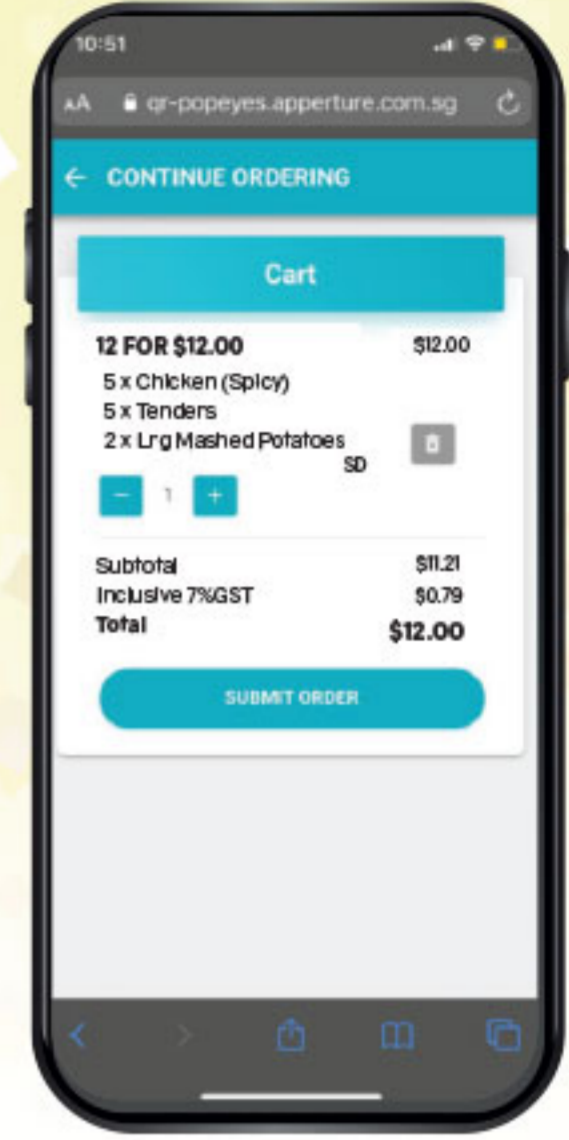 10:51
AA qr-popeyes.apperture.com.sg
CONTINUE ORDERING
Cart
12 FOR $12.00 $12.00
5 x Chicken (Spicy)
5 x Tenders
2 x Lrg Mashed Potatoes
SD
1
Subtotal $11.21
Inclusive 7%GST $0.79
Total $12.00
SUBMIT ORDER